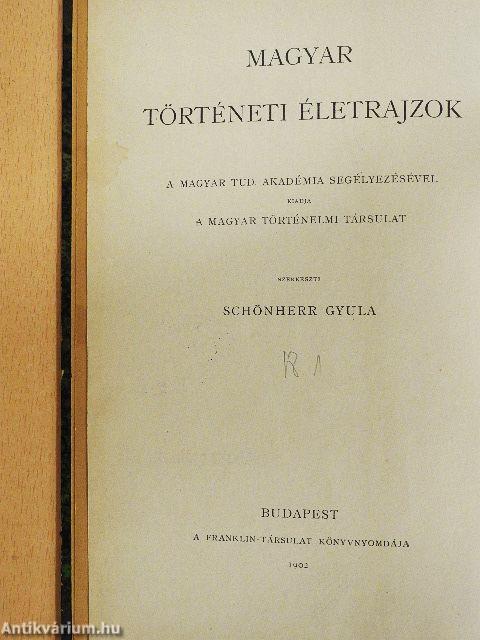 MAGYAR
TÖRTÉNETI ÉLETRAJZOK
A MAGYAR TUD. AKADÉMIA SEGÉLYEZÉSÉVEL
KIADJA
A MAGYAR TÖRTÉNELMI TÁRSULAT
SZERKESZTI
SCHÖNHERR GYULA
BUDAPEST
A FRANKLIN-TÁRSULAT KÖNYVNYOMDÁJA
1902
Antikvárium.hu